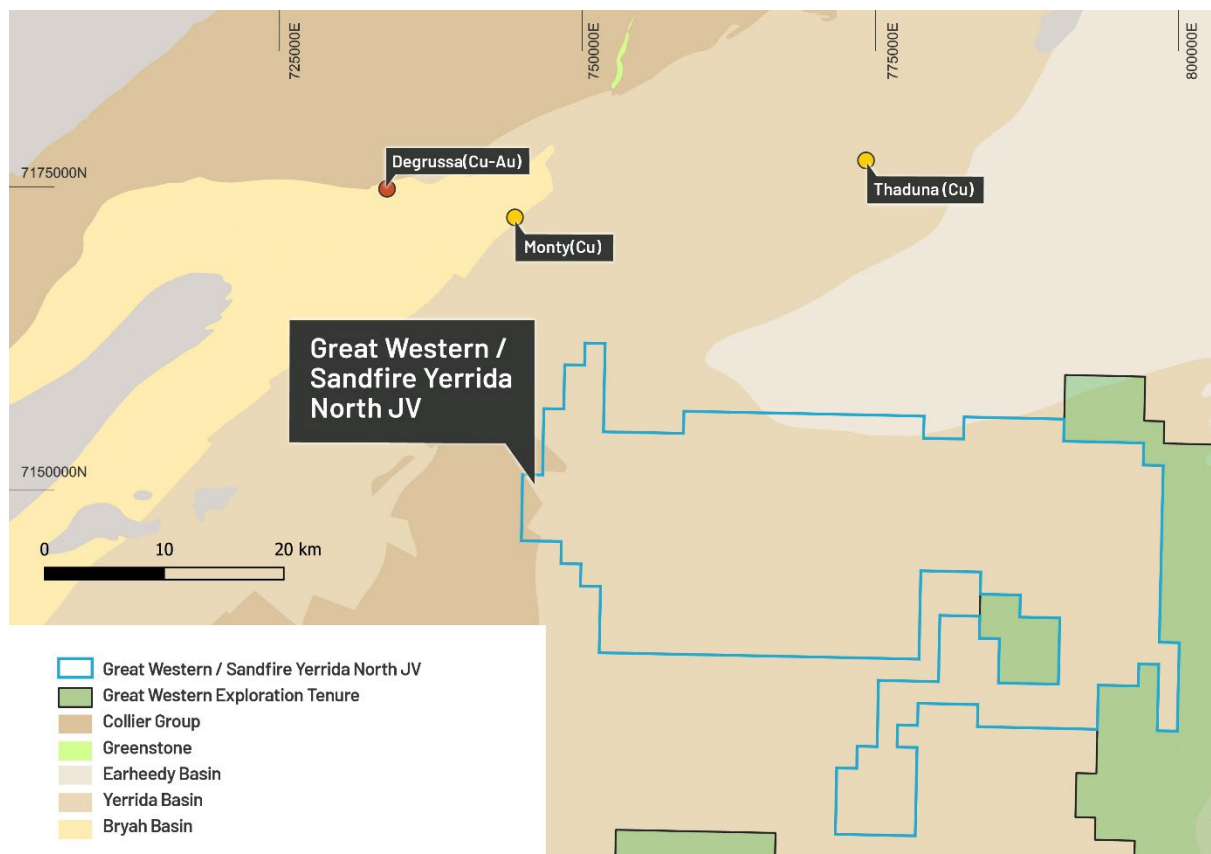 725000E
750000E
775000E
800000E
7175000N
Degrussa(Cu-Au)
Thaduna (Cu)
Monty(Cu)
Great Western /
Sandfire Yerrida
North JV
7150000N
0 10 20 km
Great Western / Sandfire Yerrida North JV
Great Western Exploration Tenure
Collier Group
Greenstone
Earheedy Basin
Yerrida Basin
Bryah Basin